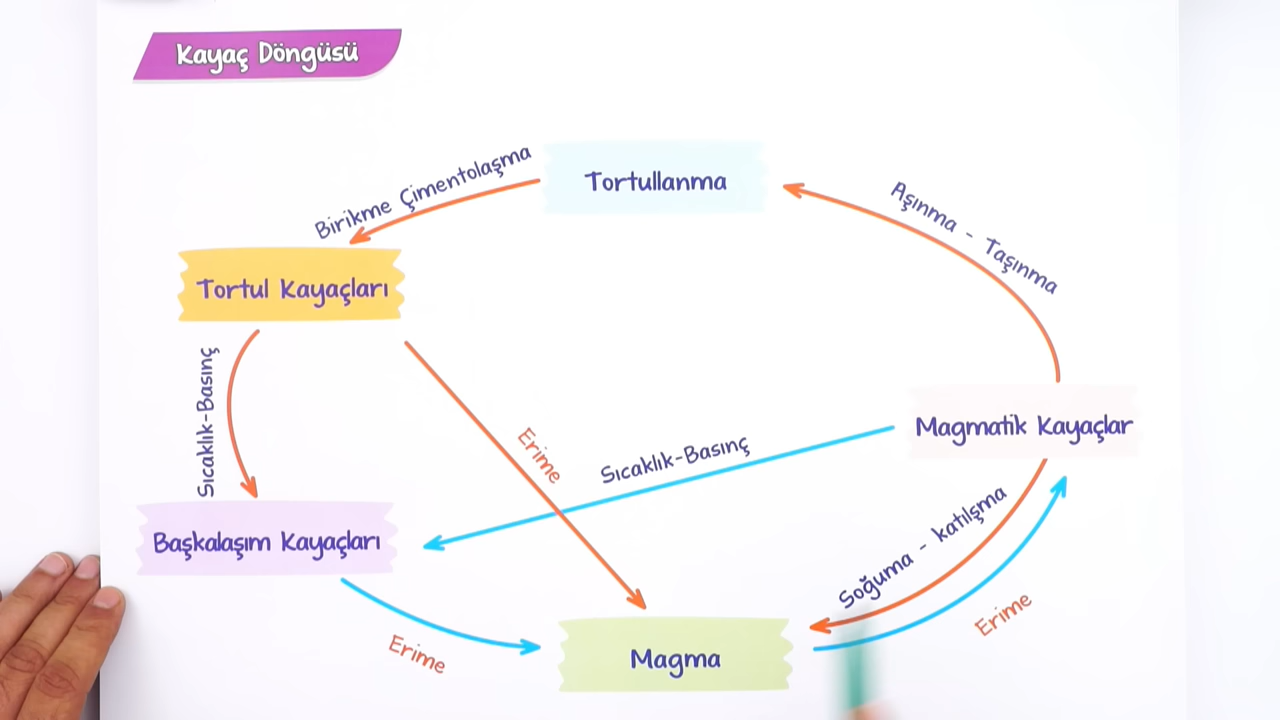 Kayaç Döngüsü
Tortullanma
Birikme Çimentolaşma
Aşınma - Taşınma
Tortul Kayaçları
Sıcaklık-Basınç
Erime
Sıcaklık-Basınç
Magmatik Kayaçlar
Başkalaşım Kayaçları
Soğuma - katılşma
Erime
Erime
Magma